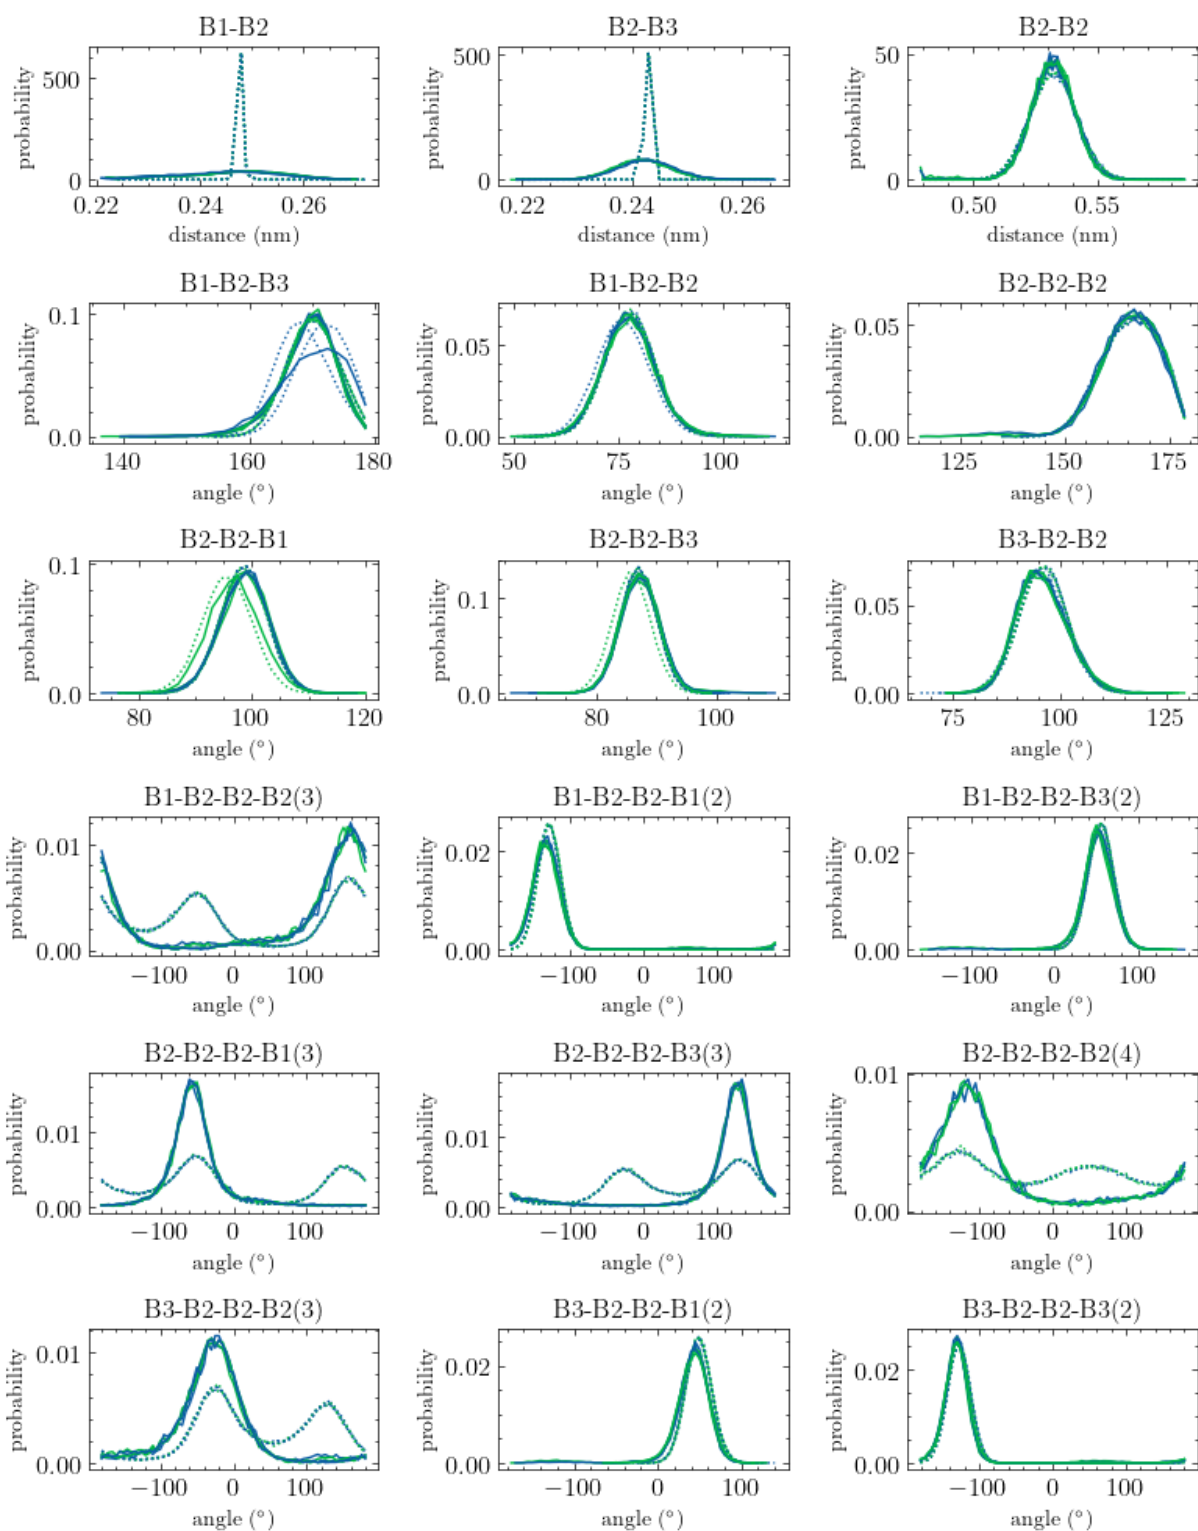 B1-B2 B2-B3 B2-B2
probability 500 0 probability 500 0 probability 50 0
0.22 0.24 0.26 0.22 0.24 0.26 0.50 0.55
distance (nm) distance (nm) distance (nm)
B1-B2-B3 B1-B2-B2 B2-B2-B2
probability 0.1 0.0 probability 0.05 0.00 probability 0.05 0.00
140 160 180 50 75 100 125 150 175
angle (°) angle (°) angle (°)
B2-B2-B1 B2-B2-B3 B3-B2-B2
probability 0.1 0.0 probability 0.1 0.0 probability 0.05 0.00
80 100 120 80 100 75 100 125
angle (°) angle (°) angle (°)
B1-B2-B2-B2(3) B1-B2-B2-B1(2) B1-B2-B2-B3(2)
probability 0.01 0.00 probability 0.02 0.00 probability 0.02 0.00
−100 0 100 −100 0 100 −100 0 100
angle (°) angle (°) angle (°)
B2-B2-B2-B1(3) B2-B2-B2-B3(3) B2-B2-B2-B2(4)
probability 0.01 0.00 probability 0.01 0.00 probability 0.01 0.00
−100 0 100 −100 0 100 −100 0 100
angle (°) angle (°) angle (°)
B3-B2-B2-B2(3) B3-B2-B2-B1(2) B3-B2-B2-B3(2)
probability 0.01 0.00 probability 0.02 0.00 probability 0.02 0.00
−100 0 100 −100 0 100 −100 0 100
angle (°) angle (°) angle (°)